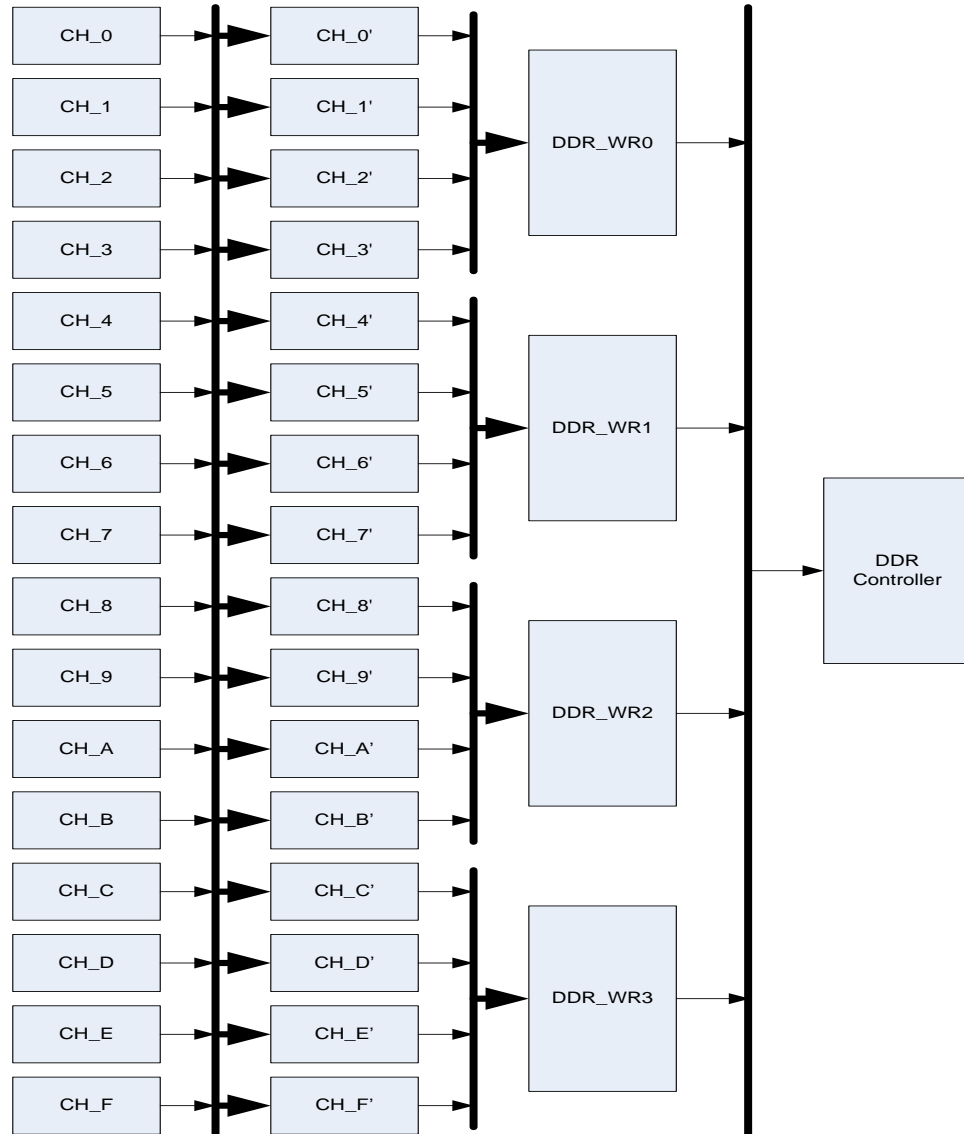 CH_0
CH_0'
CH_1
CH_1'
DDR_WR0
CH_2
CH_2'
CH_3
CH_3'
CH_4
CH_4'
CH_5
CH_5'
DDR_WR1
CH_6
CH_6'
CH_7
CH_7'
DDR
Controller
CH_8
CH_8'
CH_9
CH_9'
DDR_WR2
CH_A
CH_A’
CH_B
CH_B’
CH_C
CH_C’
CH_D
CH_D’
DDR_WR3
CH_E
CH_E’
CH_F
CH_F’